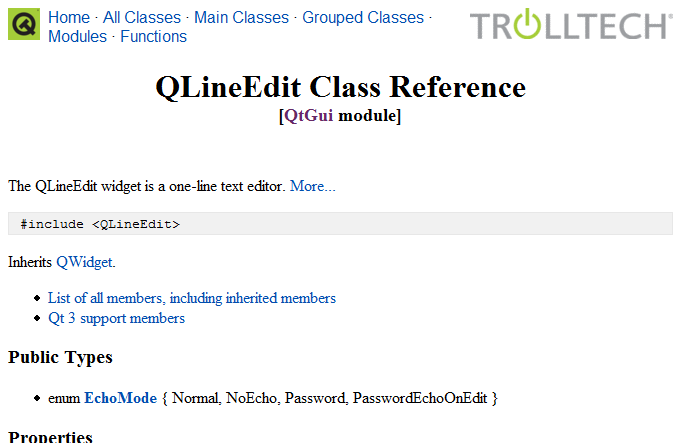 Home · All Classes · Main Classes · Grouped Classes ·
Modules · Functions
TROLLTECH®
QLineEdit Class Reference
[QtGui module]
The QLineEdit widget is a one-line text editor. More...
#include <QLineEdit>
Inherits QWidget.
List of all members, including inherited members
Qt 3 support members
Public Types
enum EchoMode { Normal, NoEcho, Password, PasswordEchoOnEdit }
Properties